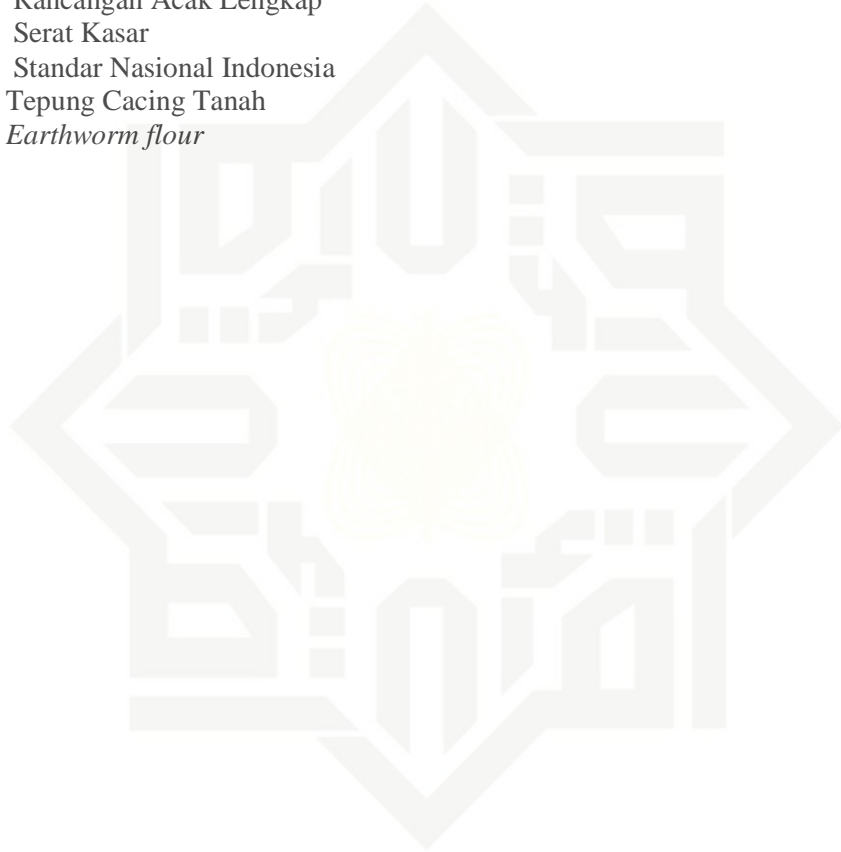 Rancangan Acak Lengkap
Serat Kasar
Standar Nasional Indonesia
Tepung Cacing Tanah
Earthworm flour